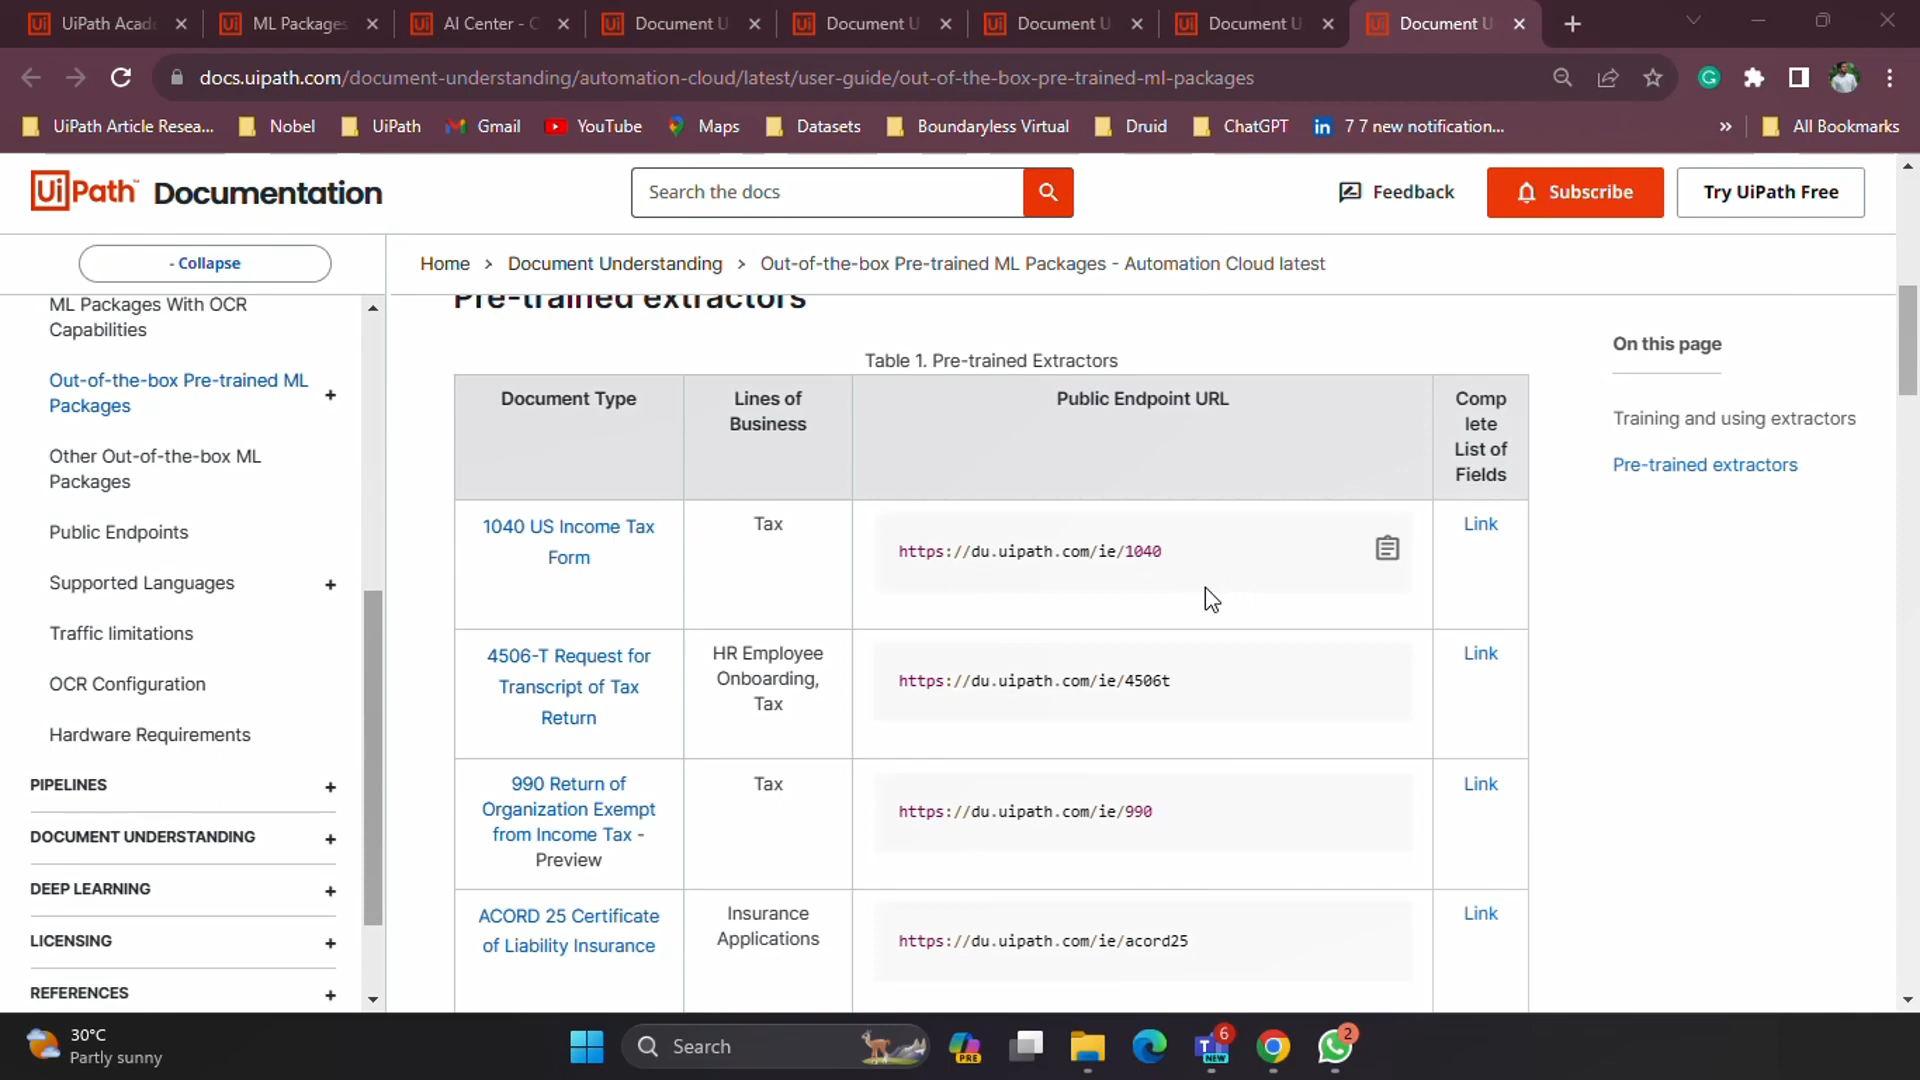 UiPath Acad
ML Packages
AI Center - C
Document U
Document U
Document U
Document U
Document U
docs.uipath.com/document-understanding/automation-cloud/latest/user-guide/out-of-the-box-pre-trained-ml-packages
UiPath Article Resea...
Nobel
UiPath
Gmail
YouTube
Maps
Datasets
Boundaryless Virtual
Druid
ChatGPT
7 7 new notification...
»
All Bookmarks
UiPath Documentation
Search the docs
Feedback
Subscribe
Try UiPath Free
- Collapse
Home > Document Understanding > Out-of-the-box Pre-trained ML Packages - Automation Cloud latest
ML Packages With OCR
Capabilities
Out-of-the-box Pre-trained ML
Packages
+
Other Out-of-the-box ML
Packages
Public Endpoints
Supported Languages +
Traffic limitations
OCR Configuration
Hardware Requirements
PIPELINES +
DOCUMENT UNDERSTANDING +
DEEP LEARNING +
LICENSING +
REFERENCES +
Pre-trained extractors
Table 1. Pre-trained Extractors
Document Type
Lines of
Business
Public Endpoint URL
Comp
lete
List of
Fields
1040 US Income Tax
Form
Tax
https://du.uipath.com/ie/1040
Link
4506-T Request for
Transcript of Tax
Return
HR Employee
Onboarding,
Tax
https://du.uipath.com/ie/4506t
Link
990 Return of
Organization Exempt
from Income Tax -
Preview
Tax
https://du.uipath.com/ie/990
Link
ACORD 25 Certificate
of Liability Insurance
Insurance
Applications
https://du.uipath.com/ie/acord25
Link
On this page
Training and using extractors
Pre-trained extractors
30°C
Partly sunny
Search
PRE
6
NEW
2